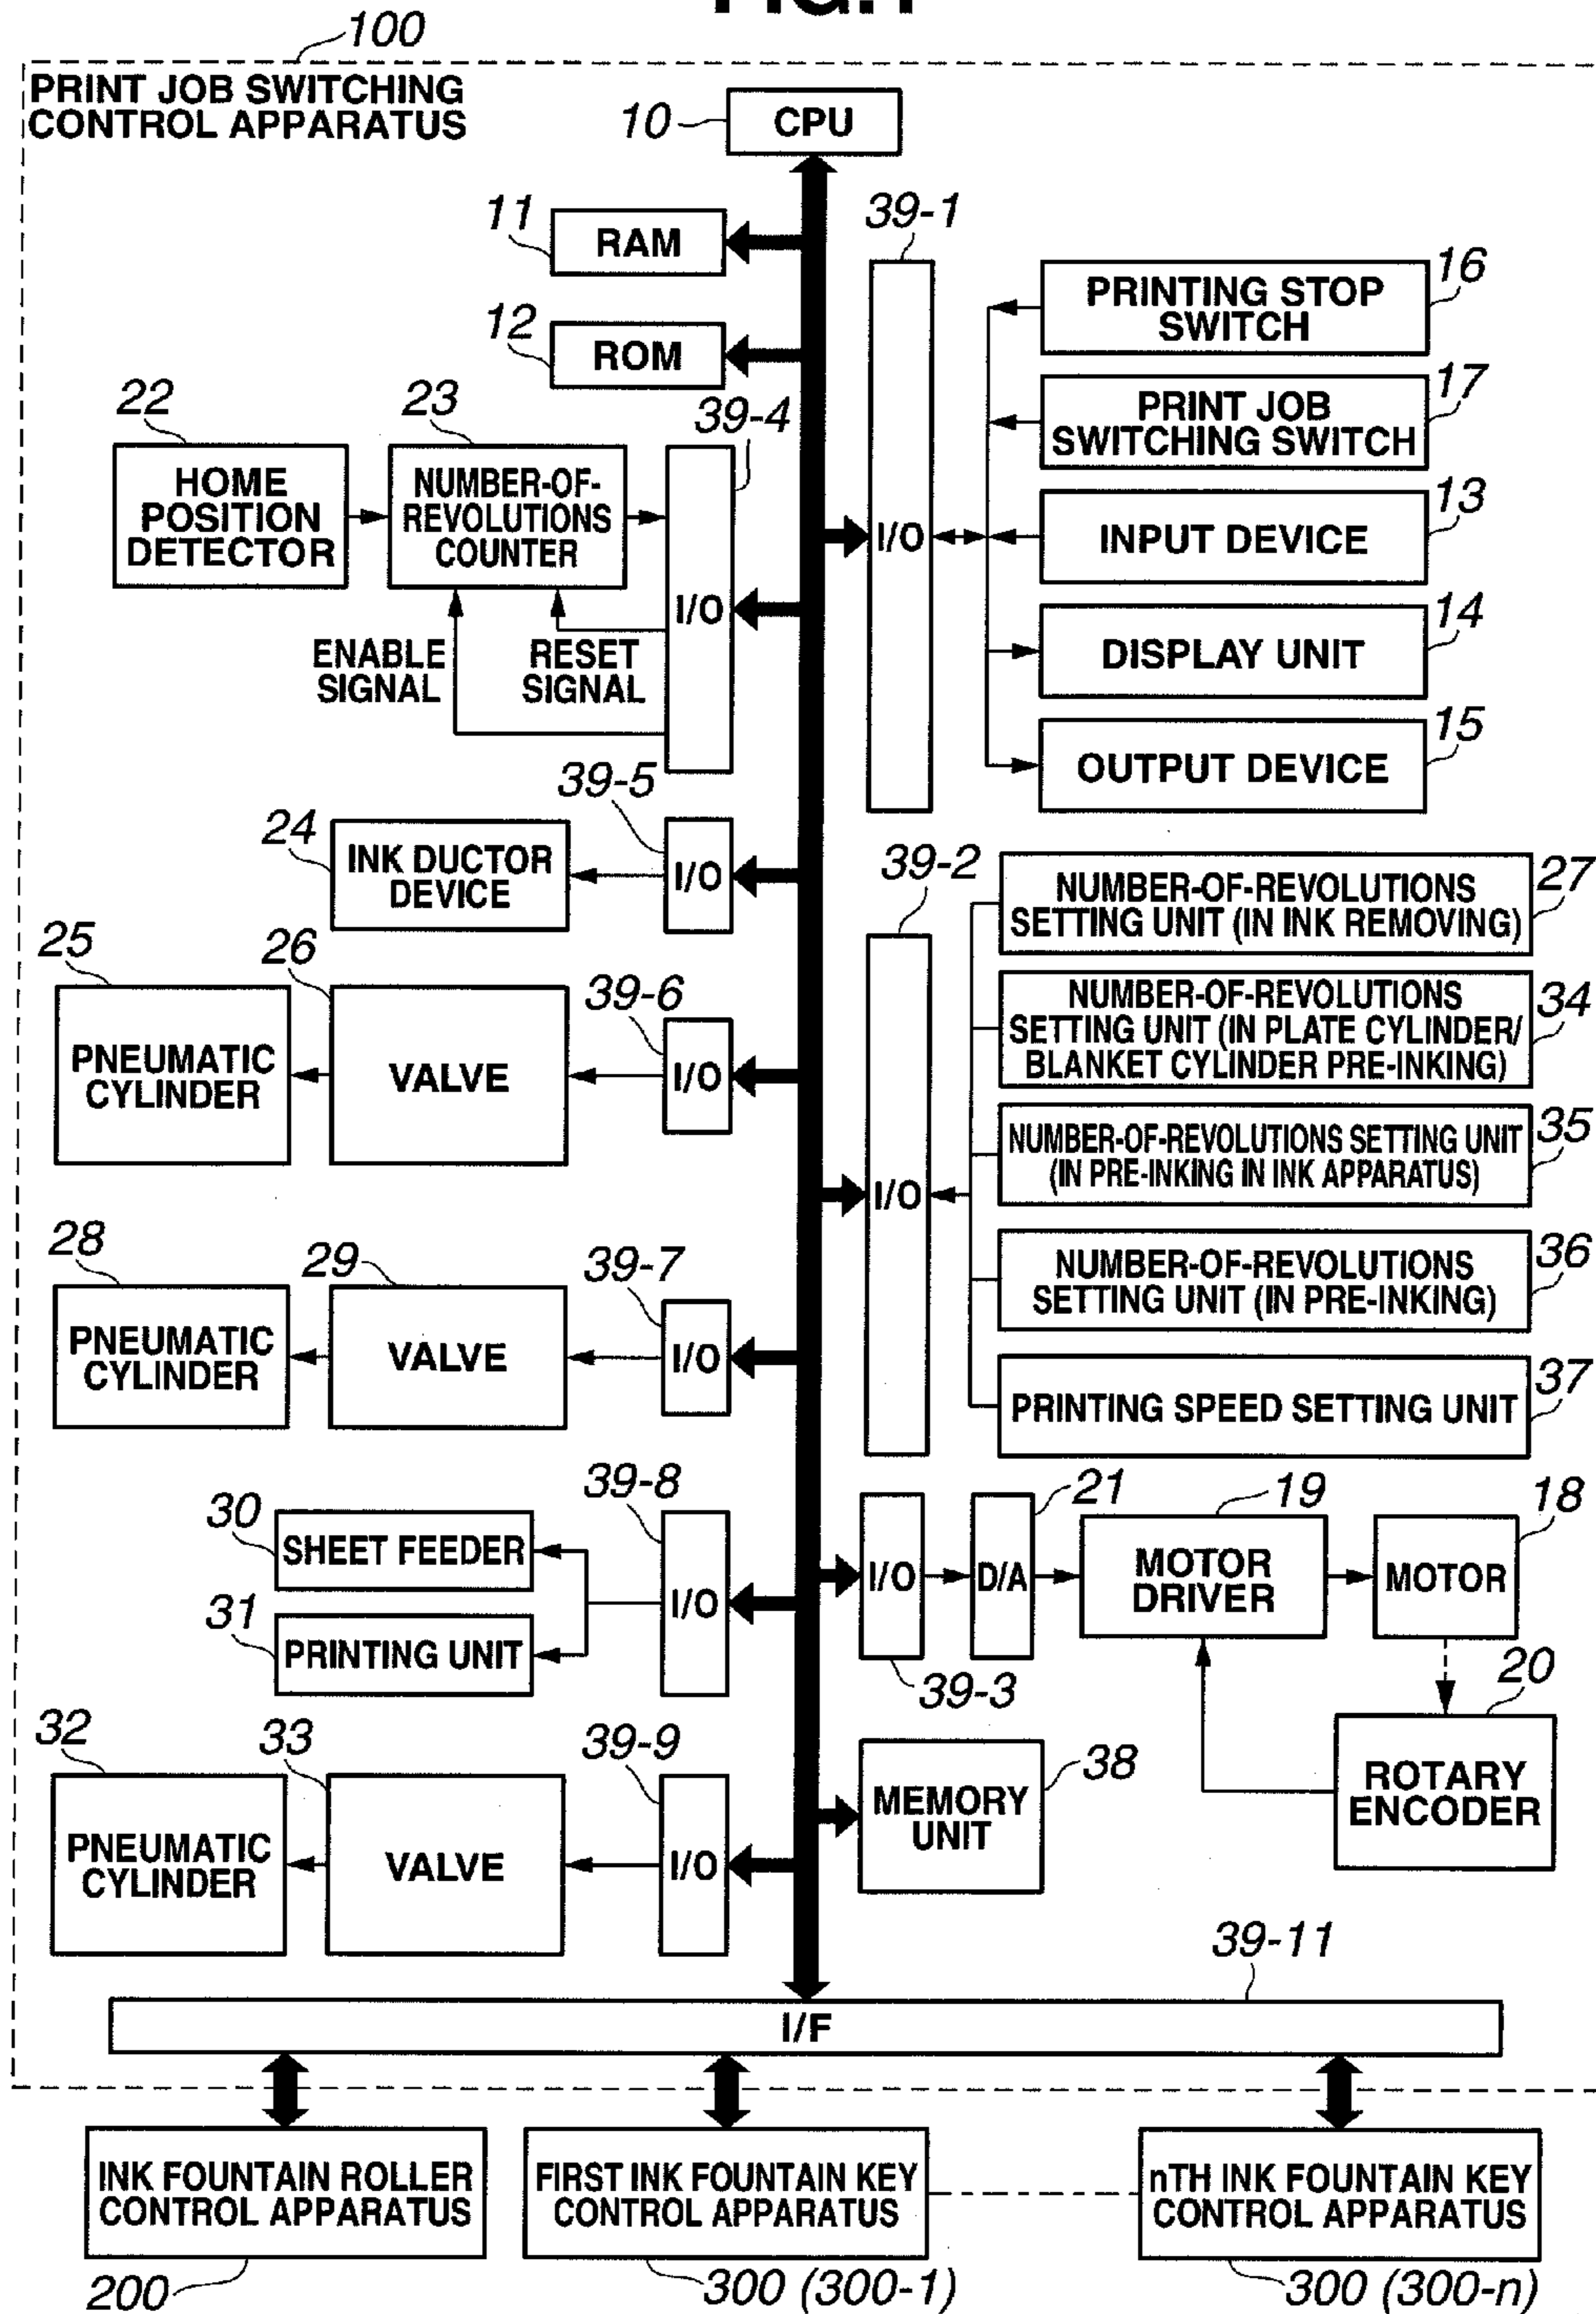 100
PRINT JOB SWITCHING
CONTROL APPARATUS
10
CPU
11
RAM
39-1
12
ROM
16
PRINTING STOP
SWITCH
17
PRINT JOB
SWITCHING SWITCH
22
HOME
POSITION
DETECTOR
23
NUMBER-OF-
REVOLUTIONS
COUNTER
39-4
I/O
ENABLE
SIGNAL
RESET
SIGNAL
I/O
13
INPUT DEVICE
14
DISPLAY UNIT
15
OUTPUT DEVICE
39-5
24
INK DUCTOR
DEVICE
I/O
39-2
NUMBER-OF-REVOLUTIONS
SETTING UNIT (IN INK REMOVING)
27
25
PNEUMATIC
CYLINDER
26
VALVE
39-6
I/O
NUMBER-OF-REVOLUTIONS
SETTING UNIT (IN PLATE CYLINDER/
BLANKET CYLINDER PRE-INKING)
34
NUMBER-OF-REVOLUTIONS SETTING UNIT
(IN PRE-INKING IN INK APPARATUS)
35
I/O
28
PNEUMATIC
CYLINDER
29
VALVE
39-7
I/O
NUMBER-OF-REVOLUTIONS
SETTING UNIT (IN PRE-INKING)
36
PRINTING SPEED SETTING UNIT
37
39-8
30
SHEET FEEDER
I/O
31
PRINTING UNIT
I/O
39-3
21
D/A
19
MOTOR
DRIVER
18
MOTOR
20
ROTARY
ENCODER
32
PNEUMATIC
CYLINDER
33
VALVE
39-9
I/O
MEMORY
UNIT
38
39-11
I/F
INK FOUNTAIN ROLLER
CONTROL APPARATUS
200
FIRST INK FOUNTAIN KEY
CONTROL APPARATUS
300 (300-1)
nTH INK FOUNTAIN KEY
CONTROL APPARATUS
300 (300-n)